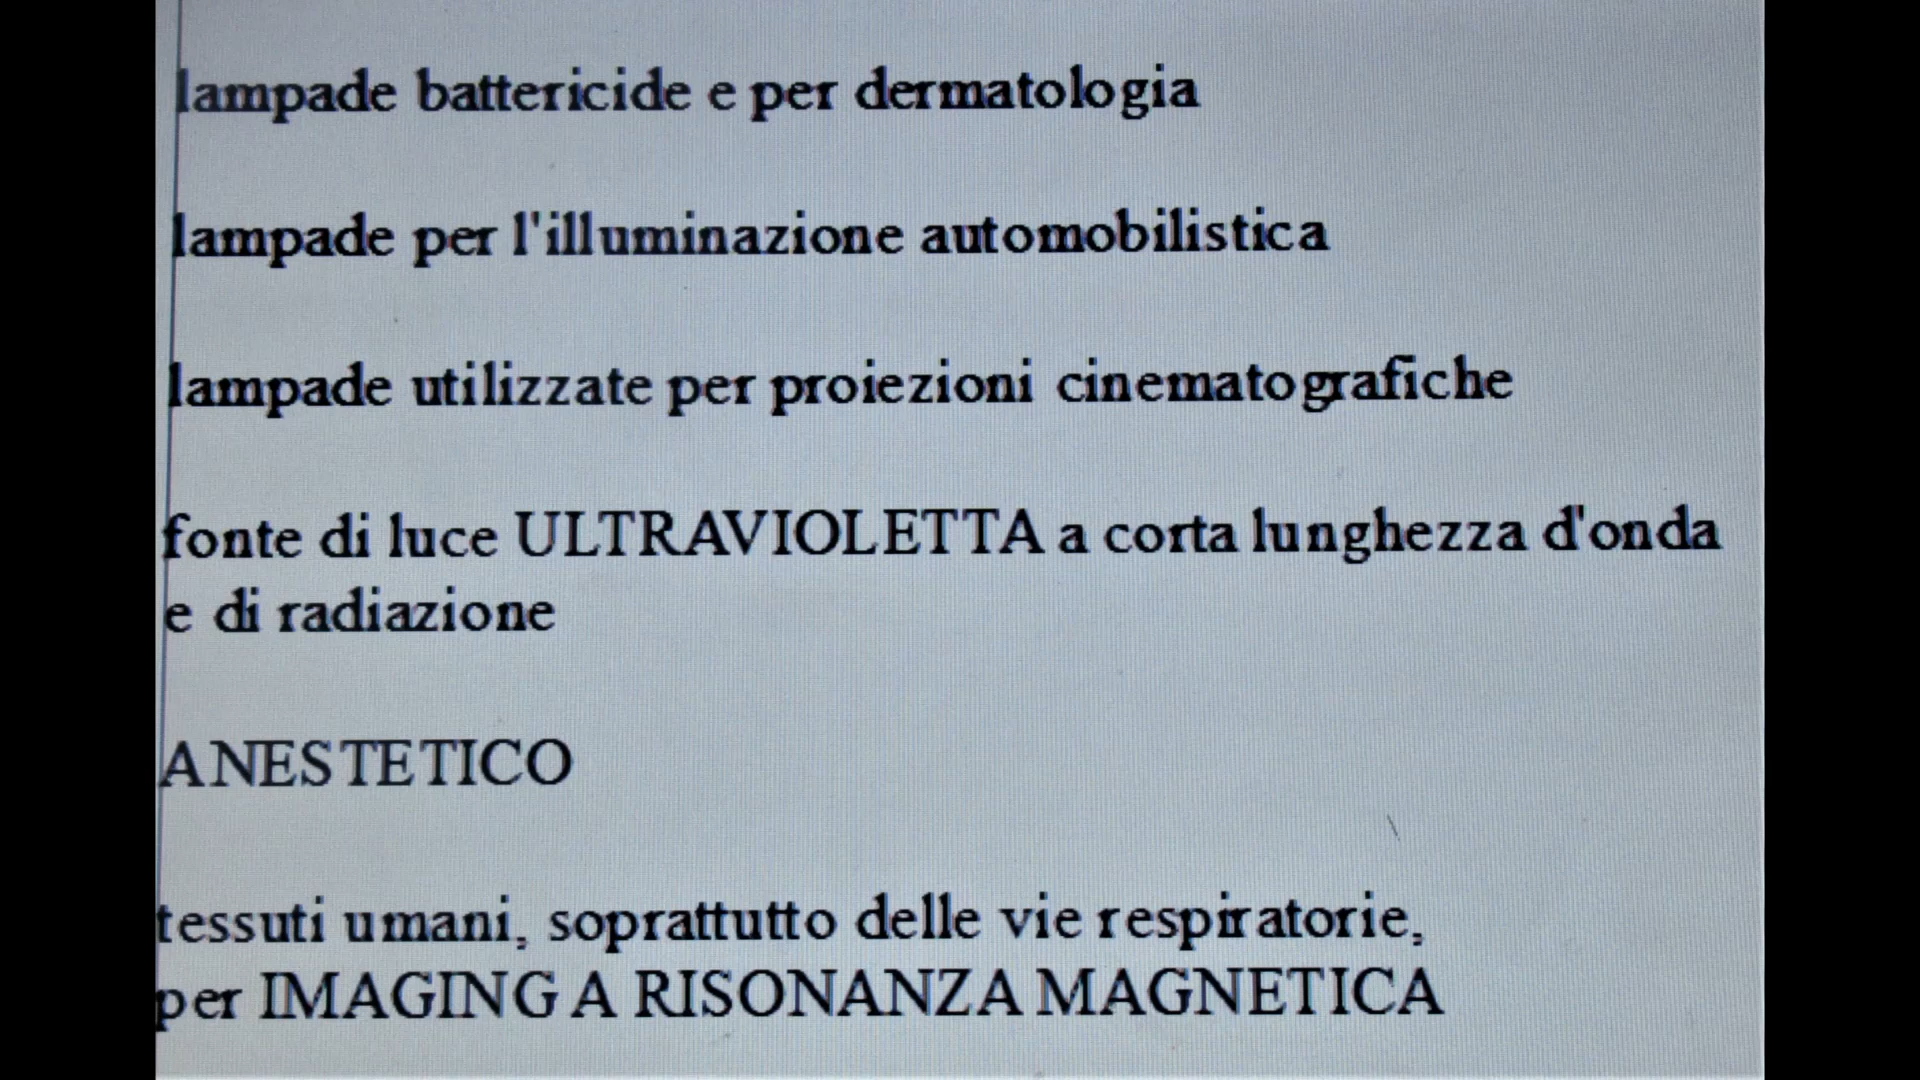 lampade battericide e per dermatologia
lampade per l'illuminazione automobilistica
lampade utilizzate per proiezioni cinematografiche
fonte di luce ULTRAVIOLETTA a corta lunghezza d'onda
e di radiazione
ANESTETICO
tessuti umani, soprattutto delle vie respiratorie,
per IMAGING A RISONANZA MAGNETICA